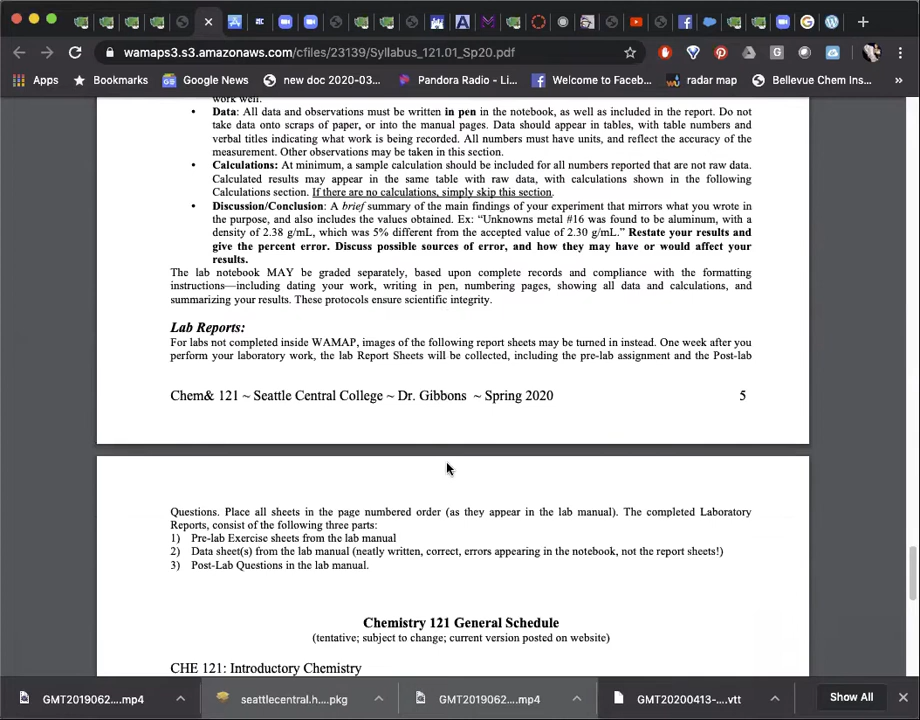 wamaps3.s3.amazonaws.com/cfiles/23139/Syllabus_121.01_Sp20.pdf
Apps Bookmarks Google News new doc 2020-03... Pandora Radio - Li... Welcome to Faceb... radar map Bellevue Chem Ins... »
work well.
• Data: All data and observations must be written in pen in the notebook, as well as included in the report. Do not
take data onto scraps of paper, or into the manual pages. Data should appear in tables, with table numbers and
verbal titles indicating what work is being recorded. All numbers must have units, and reflect the accuracy of the
measurement. Other observations may be taken in this section.
• Calculations: At minimum, a sample calculation should be included for all numbers reported that are not raw data.
Calculated results may appear in the same table with raw data, with calculations shown in the following
Calculations section. If there are no calculations, simply skip this section.
• Discussion/Conclusion: A brief summary of the main findings of your experiment that mirrors what you wrote in
the purpose, and also includes the values obtained. Ex: “Unknowns metal #16 was found to be aluminum, with a
density of 2.38 g/mL, which was 5% different from the accepted value of 2.30 g/mL.” Restate your results and
give the percent error. Discuss possible sources of error, and how they may have or would affect your
results.
The lab notebook MAY be graded separately, based upon complete records and compliance with the formatting
instructions—including dating your work, writing in pen, numbering pages, showing all data and calculations, and
summarizing your results. These protocols ensure scientific integrity.
Lab Reports:
For labs not completed inside WAMAP, images of the following report sheets may be turned in instead. One week after you
perform your laboratory work, the lab Report Sheets will be collected, including the pre-lab assignment and the Post-lab
Chem& 121 ~ Seattle Central College ~ Dr. Gibbons ~ Spring 2020 5
Questions. Place all sheets in the page numbered order (as they appear in the lab manual). The completed Laboratory
Reports, consist of the following three parts:
1) Pre-lab Exercise sheets from the lab manual
2) Data sheet(s) from the lab manual (neatly written, correct, errors appearing in the notebook, not the report sheets!)
3) Post-Lab Questions in the lab manual.
Chemistry 121 General Schedule
(tentative; subject to change; current version posted on website)
CHE 121: Introductory Chemistry
GMT2019062....mp4 seattlecentral.h....pkg GMT2019062....mp4 GMT20200413-....vtt Show All